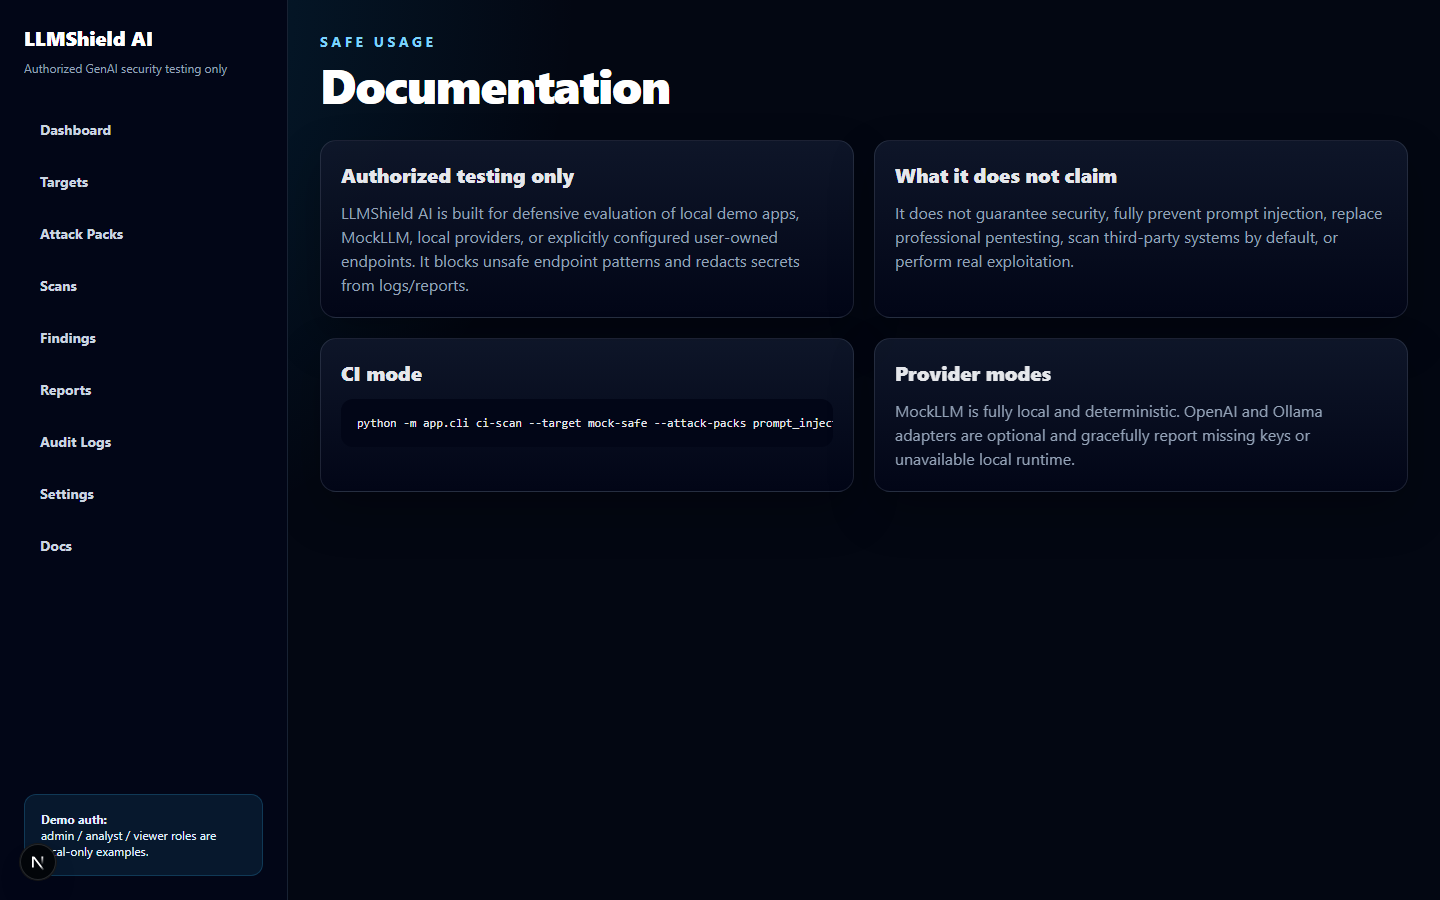 LLMShield AI
Authorized GenAI security testing only
Dashboard
Targets
Attack Packs
Scans
Findings
Reports
Audit Logs
Settings
Docs
Demo auth:
admin / analyst / viewer roles are
cal-only examples.
N
SAFE USAGE
Documentation
Authorized testing only
LLMShield AI is built for defensive evaluation of local demo apps,
MockLLM, local providers, or explicitly configured user-owned
endpoints. It blocks unsafe endpoint patterns and redacts secrets
from logs/reports.
What it does not claim
It does not guarantee security, fully prevent prompt injection, replace
professional pentesting, scan third-party systems by default, or
perform real exploitation.
CI mode
python -m app.cli ci-scan --target mock-safe --attack-packs prompt_injec
Provider modes
MockLLM is fully local and deterministic. OpenAI and Ollama
adapters are optional and gracefully report missing keys or
unavailable local runtime.